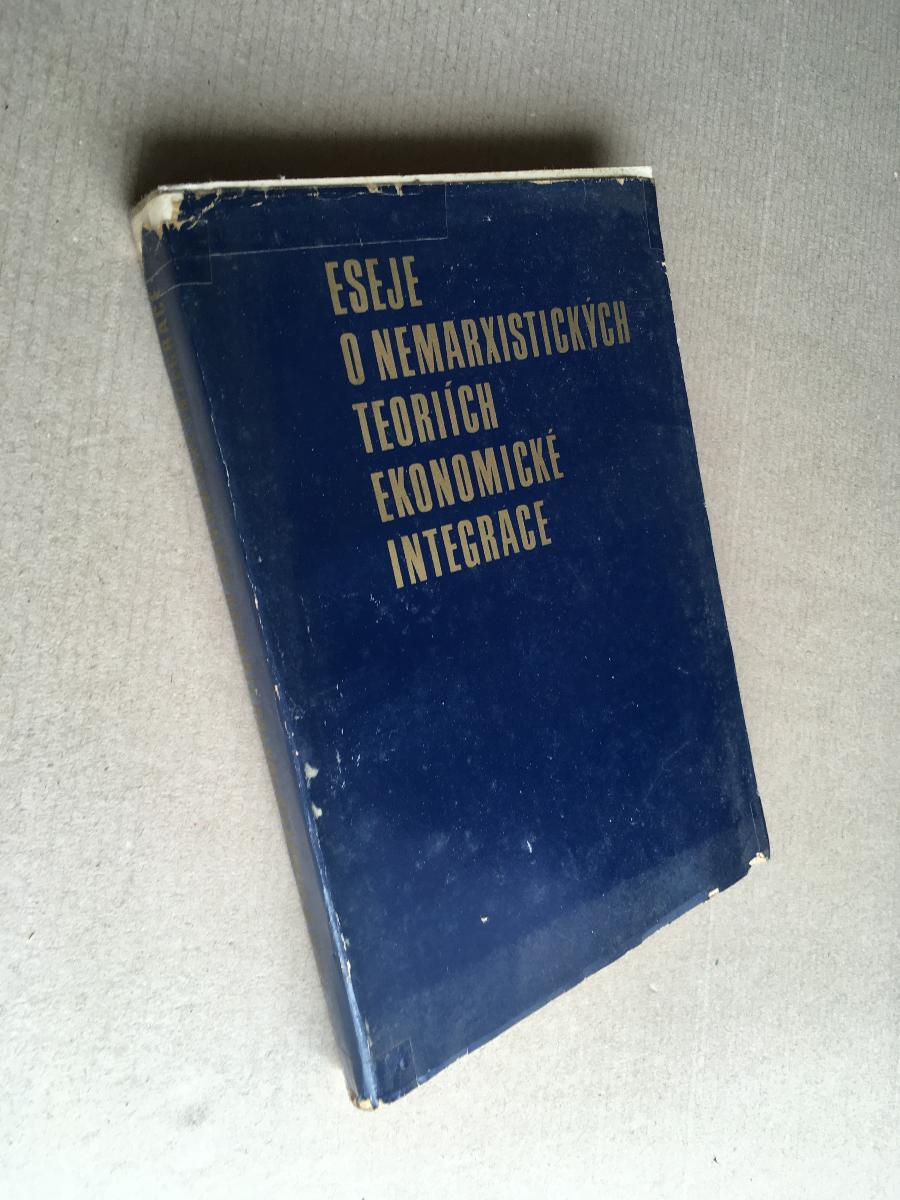 ESEJE
O NEMARXISTICKÝCH
TEORIÍCH
EKONOMICKÉ
INTEGRACE